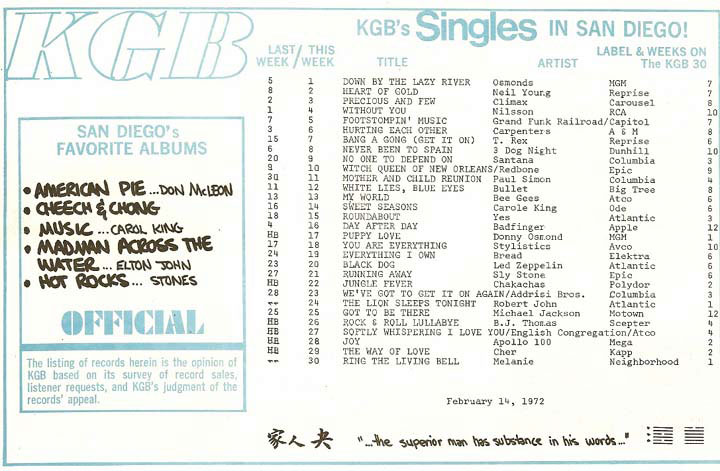 KGB
KGB's Singles IN SAN DIEGO!
LAST WEEK / THIS WEEK TITLE ARTIST LABEL & WEEKS ON The KGB 30
5 1 DOWN BY THE LAZY RIVER Osmonds MGM 7
8 2 HEART OF GOLD Neil Young Reprise 7
2 3 PRECIOUS AND FEW Climax Carousel 8
1 4 WITHOUT YOU Nilsson RCA 10
7 5 FOOTSTOMPIN' MUSIC Grand Funk Railroad/Capitol 7
3 6 HURTING EACH OTHER Carpenters A & M 8
15 7 BANG A GONG (GET IT ON) T. Rex Reprise 6
6 8 NEVER BEEN TO SPAIN 3 Dog Night Dunhill 10
20 9 NO ONE TO DEPEND ON Santana Columbia 3
9 10 WITCH QUEEN OF NEW ORLEANS/Redbone Epic 9
30 11 MOTHER AND CHILD REUNION Paul Simon Columbia 4
11 12 WHITE LIES, BLUE EYES Bullet Big Tree 8
13 13 MY WORLD Bee Gees Atco 6
16 14 SWEET SEASONS Carole King Ode 6
18 15 ROUNDABOUT Yes Atlantic 3
4 16 DAY AFTER DAY Badfinger Apple 12
HB 17 PUPPY LOVE Donny Osmond MGM 1
17 18 YOU ARE EVERYTHING Stylistics Avco 10
24 19 EVERYTHING I OWN Bread Elektra 6
23 20 BLACK DOG Led Zeppelin Atlantic 6
27 21 RUNNING AWAY Sly Stone Epic 6
HB 22 JUNGLE FEVER Chakachas Polydor 2
28 23 WE'VE GOT TO GET IT ON AGAIN/Addrisi Bros. Columbia 3
-- 24 THE LION SLEEPS TONIGHT Robert John Atlantic 1
25 25 GOT TO BE THERE Michael Jackson Motown 12
HB 26 ROCK & ROLL LULLABYE B.J. Thomas Scepter 4
HB 27 SOFTLY WHISPERING I LOVE YOU/English Congregation/Atco 4
HB 28 JOY Apollo 100 Mega 2
HB 29 THE WAY OF LOVE Cher Kapp 2
-- 30 RING THE LIVING BELL Melanie Neighborhood 1
February 14, 1972
家人 央 "...the superior man has substance in his words..."
SAN DIEGO's
FAVORITE ALBUMS
• AMERICAN PIE ...DON McLEON
• CHEECH & CHONG
• MUSIC ...CAROL KING
• MADMAN ACROSS THE
WATER ... ELTON JOHN
• HOT ROCKS ... STONES
OFFICIAL
The listing of records herein is the opinion of
KGB based on its survey of record sales,
listener requests, and KGB's judgment of the
records' appeal.